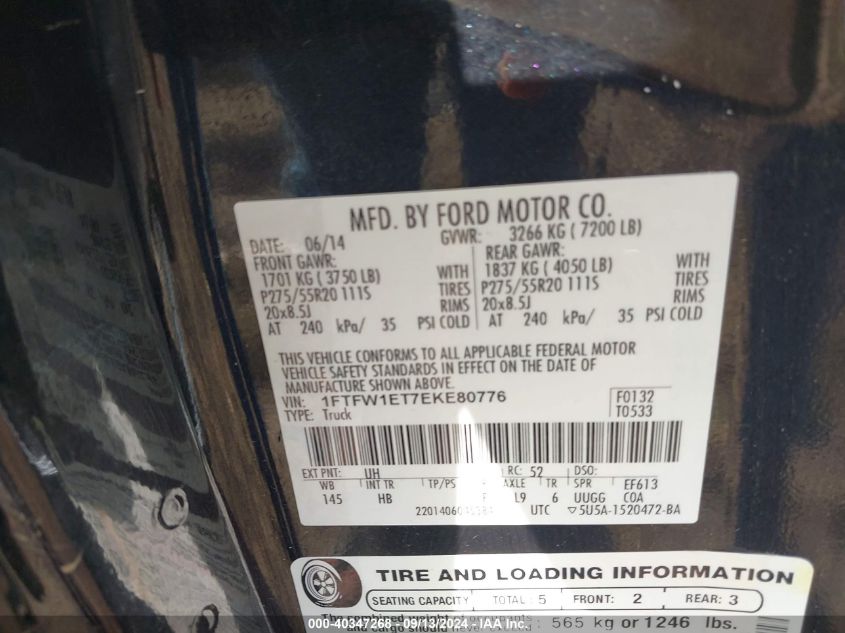 MFD. BY FORD MOTOR CO.
DATE: 06/14 GVWR: 3266 KG ( 7200 LB)
FRONT GAWR: REAR GAWR:
1701 KG ( 3750 LB) WITH 1837 KG ( 4050 LB) WITH
P275/55R20 111S TIRES P275/55R20 111S TIRES
20x8.5J RIMS 20x8.5J RIMS
AT 240 kPa/ 35 PSI COLD AT 240 kPa/ 35 PSI COLD
THIS VEHICLE CONFORMS TO ALL APPLICABLE FEDERAL MOTOR
VEHICLE SAFETY STANDARDS IN EFFECT ON THE DATE OF
MANUFACTURE SHOWN ABOVE.
VIN: 1FTFW1ET7EKE80776 F0132
TYPE: Truck T0533
EXT PNT: UH RC: 52 DSO:
WB INT TR TP/PS AXLE TR SPR EF613
145 HB L9 6 UUGG COA
UTC ▽5U5A-1520472-BA
TIRE AND LOADING INFORMATION
SEATING CAPACITY TOTAL: 5 FRONT: 2 REAR: 3
and cargo should 565 kg or 1246 lbs.
40347268 - 09/13/2024 - IAA Inc.